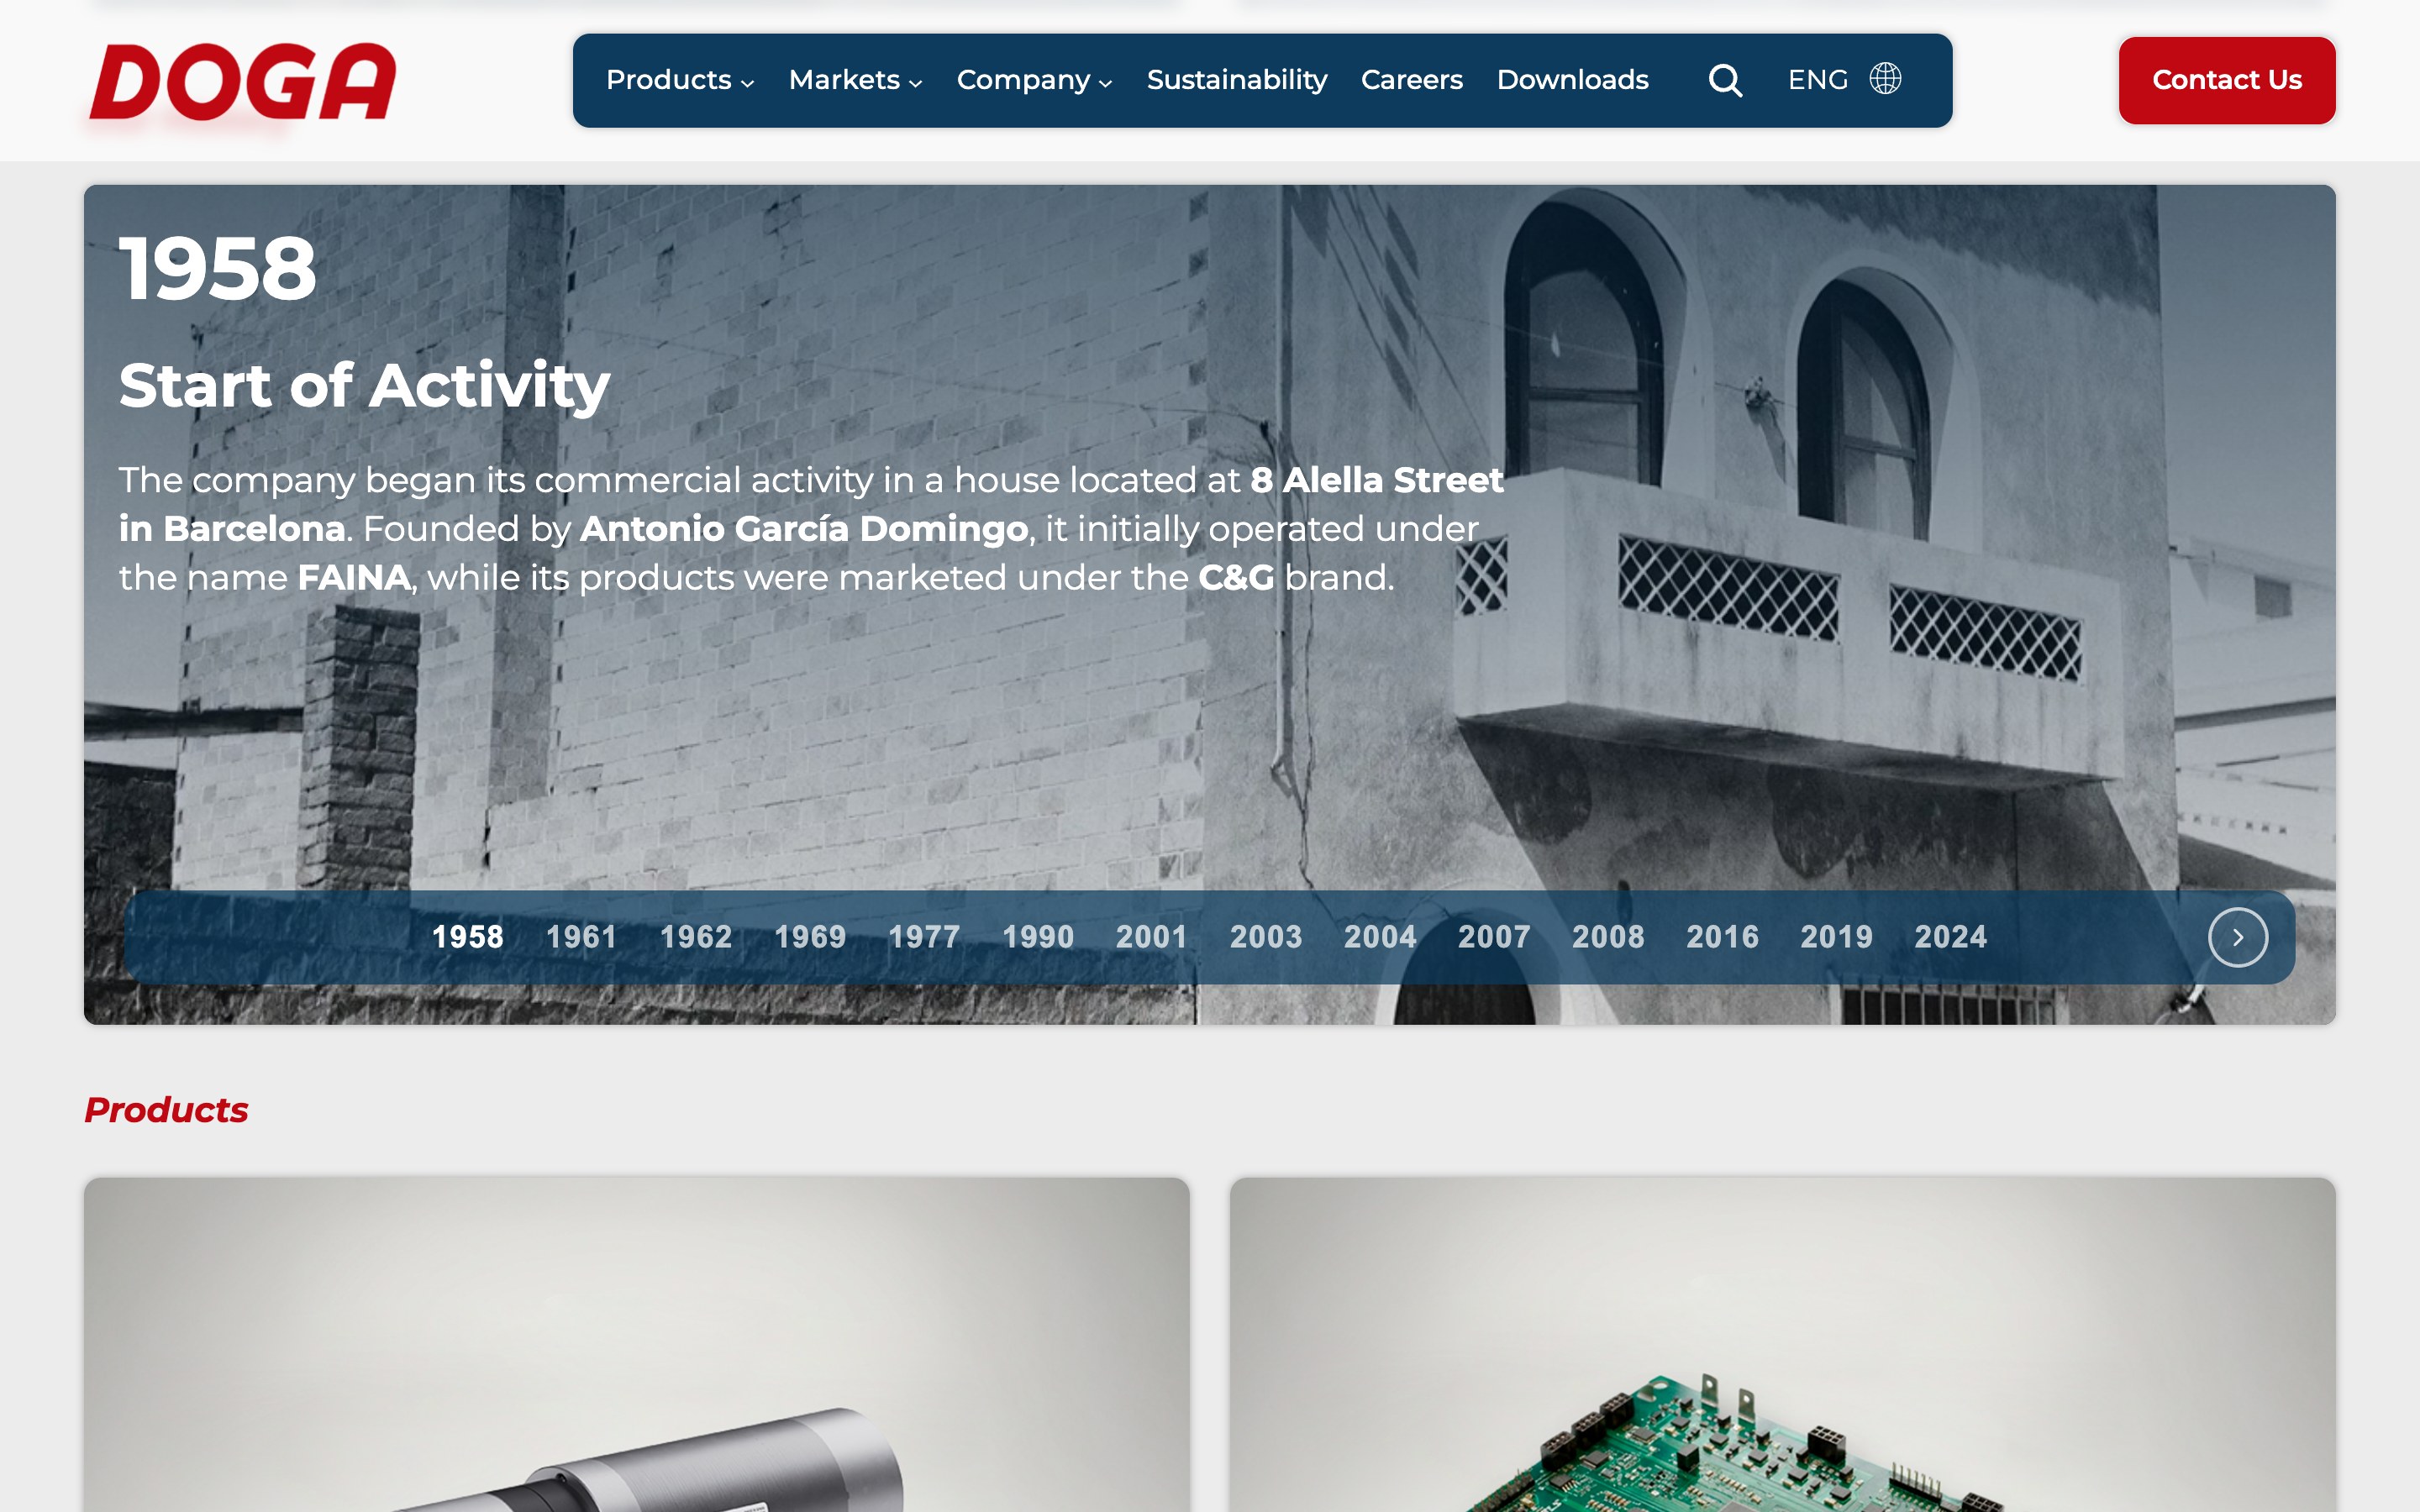 DOGA
Products
Markets
Company
Sustainability
Careers
Downloads
ENG
Contact Us
1958
Start of Activity
The company began its commercial activity in a house located at 8 Alella Street
in Barcelona. Founded by Antonio García Domingo, it initially operated under
the name FAINA, while its products were marketed under the C&G brand.
1958 1961 1962 1969 1977 1990 2001 2003 2004 2007 2008 2016 2019 2024
Products